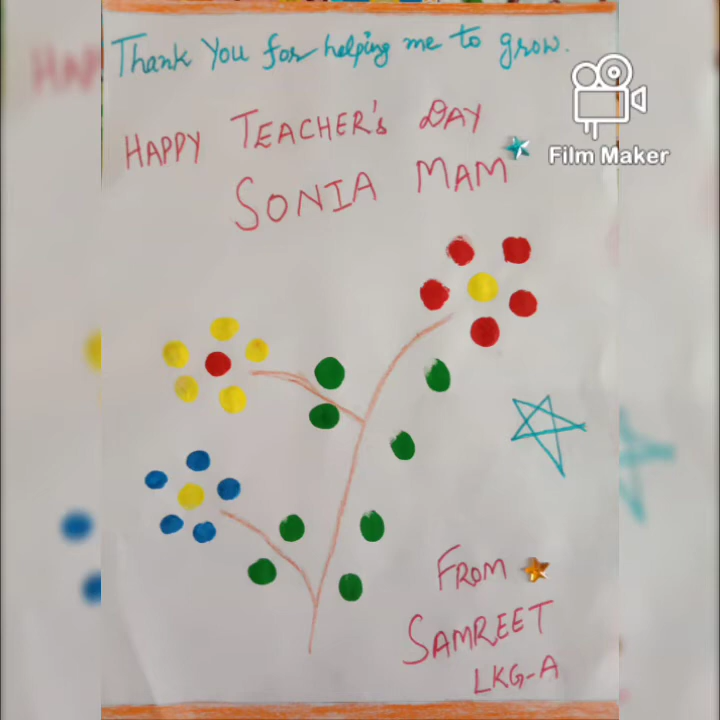 Thank You for helping me to grow.
HAPPY TEACHER'S DAY
SONIA MAM
Film Maker
FROM
SAMREET
LKG-A